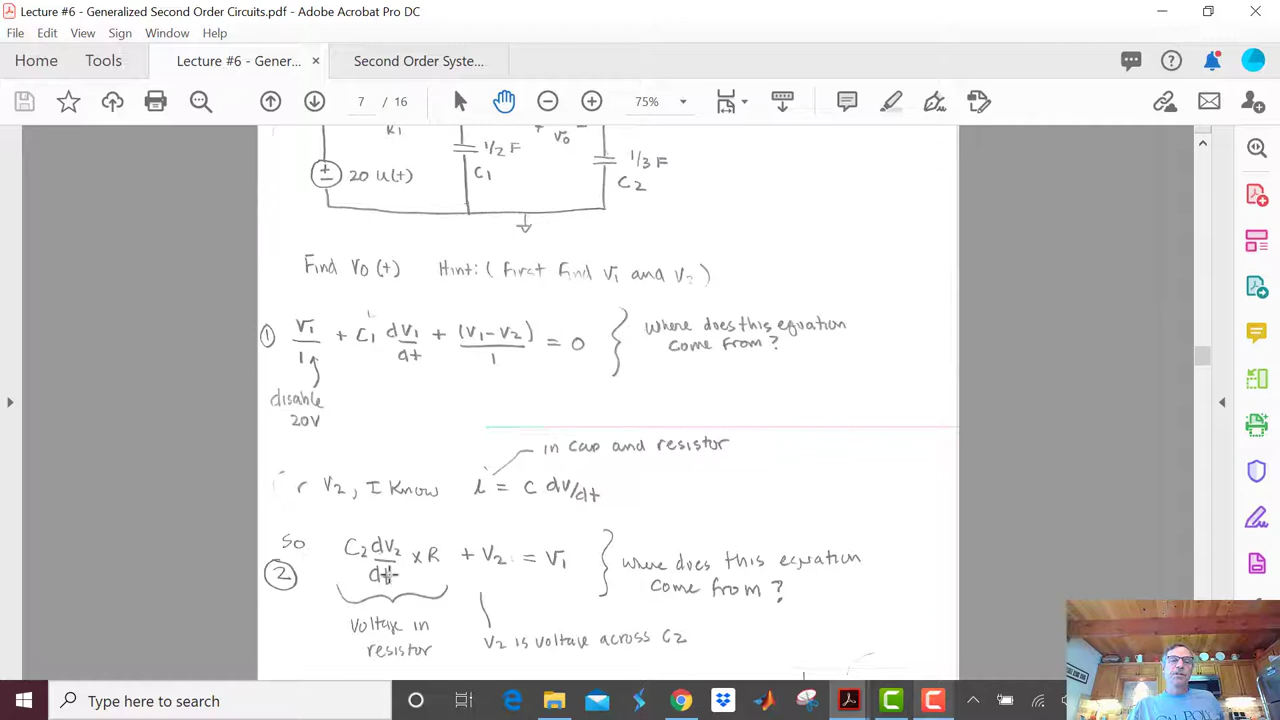 Lecture #6 - Generalized Second Order Circuits.pdf - Adobe Acrobat Pro DC
File Edit View Sign Window Help
Home Tools Lecture #6 - Gener... × Second Order Syste...
7 / 16 75%
R1 + v0 -
1/2 F 1/3 F
20 u(t) C1 C2
Find V0(t) Hint: (First find V1 and V2)
① V1/1 + C1 dV1/dt + (V1-V2)/1 = 0 } Where does this equation
come from?
disable
20V
in cap and resistor
V2, I Know i = C dV/dt
So
② C2 dV2/dt × R + V2 = V1 } Where does this equation
come from?
Voltage in
resistor
V2 is voltage across C2
Type here to search